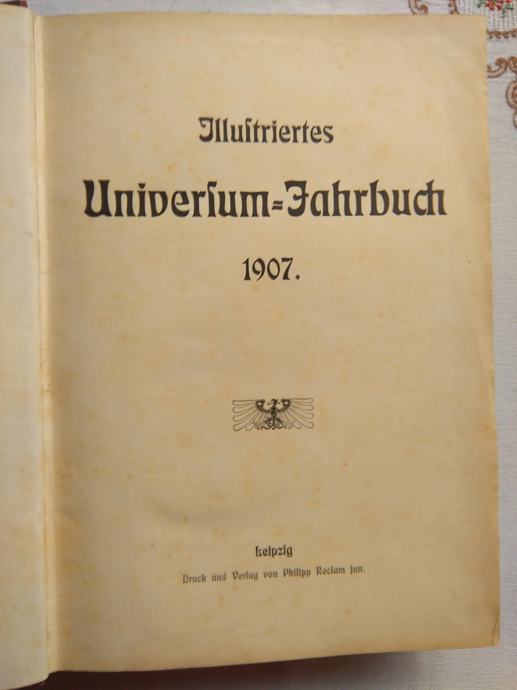 Illuſtriertes
Univerſum-Jahrbuch
1907.
Leipzig
Druck und Verlag von Philipp Reclam jun.